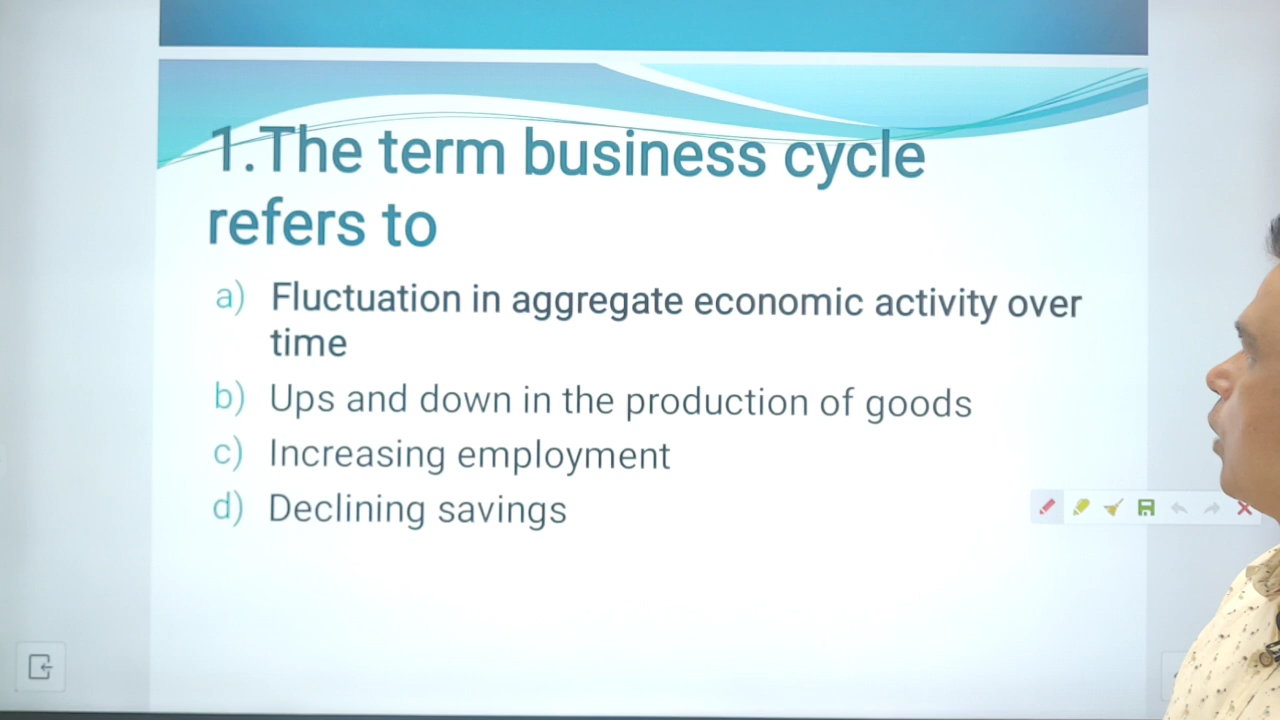 1.The term business cycle
refers to
a) Fluctuation in aggregate economic activity over
time
b) Ups and down in the production of goods
c) Increasing employment
d) Declining savings